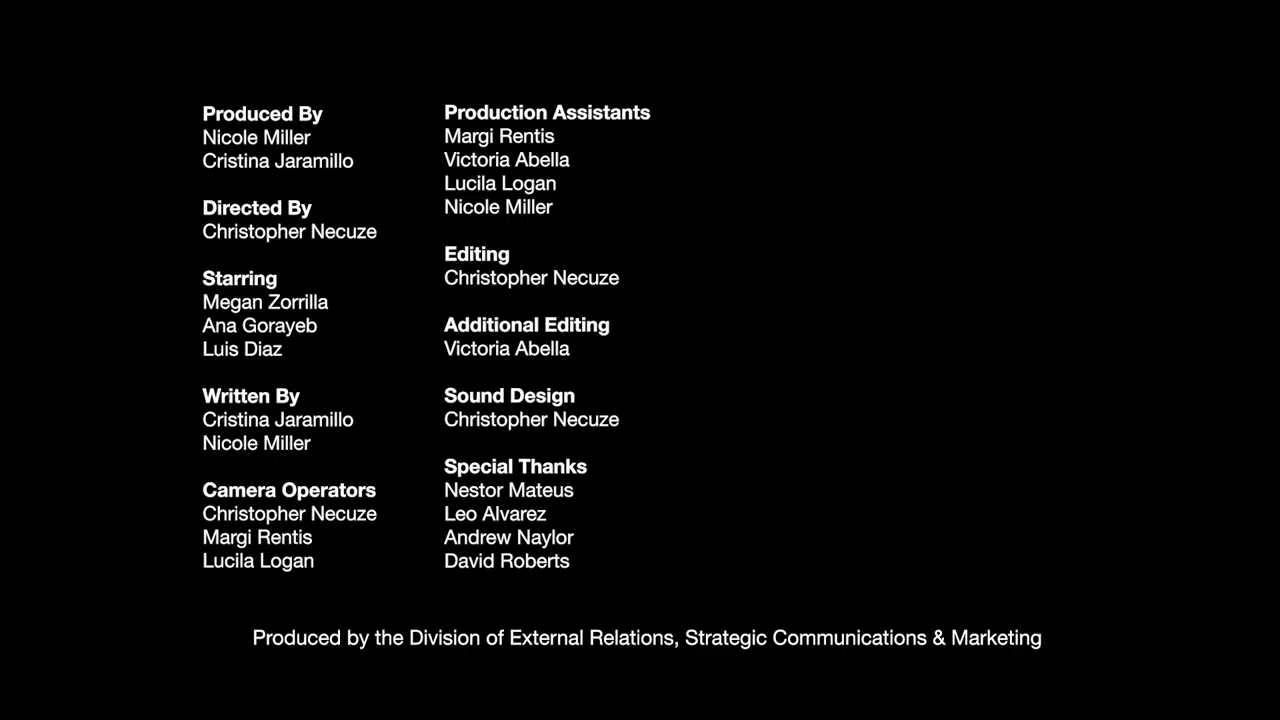 Produced By
Nicole Miller
Cristina Jaramillo
Directed By
Christopher Necuze
Starring
Megan Zorrilla
Ana Gorayeb
Luis Diaz
Written By
Cristina Jaramillo
Nicole Miller
Camera Operators
Christopher Necuze
Margi Rentis
Lucila Logan
Production Assistants
Margi Rentis
Victoria Abella
Lucila Logan
Nicole Miller
Editing
Christopher Necuze
Additional Editing
Victoria Abella
Sound Design
Christopher Necuze
Special Thanks
Nestor Mateus
Leo Alvarez
Andrew Naylor
David Roberts
Produced by the Division of External Relations, Strategic Communications & Marketing